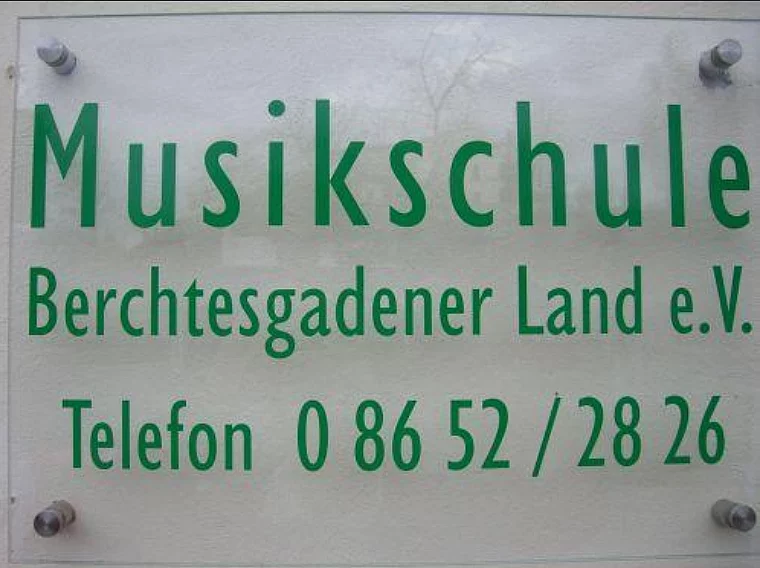 Musikschule
Berchtesgadener Land e.V.
Telefon 0 86 52 / 28 26